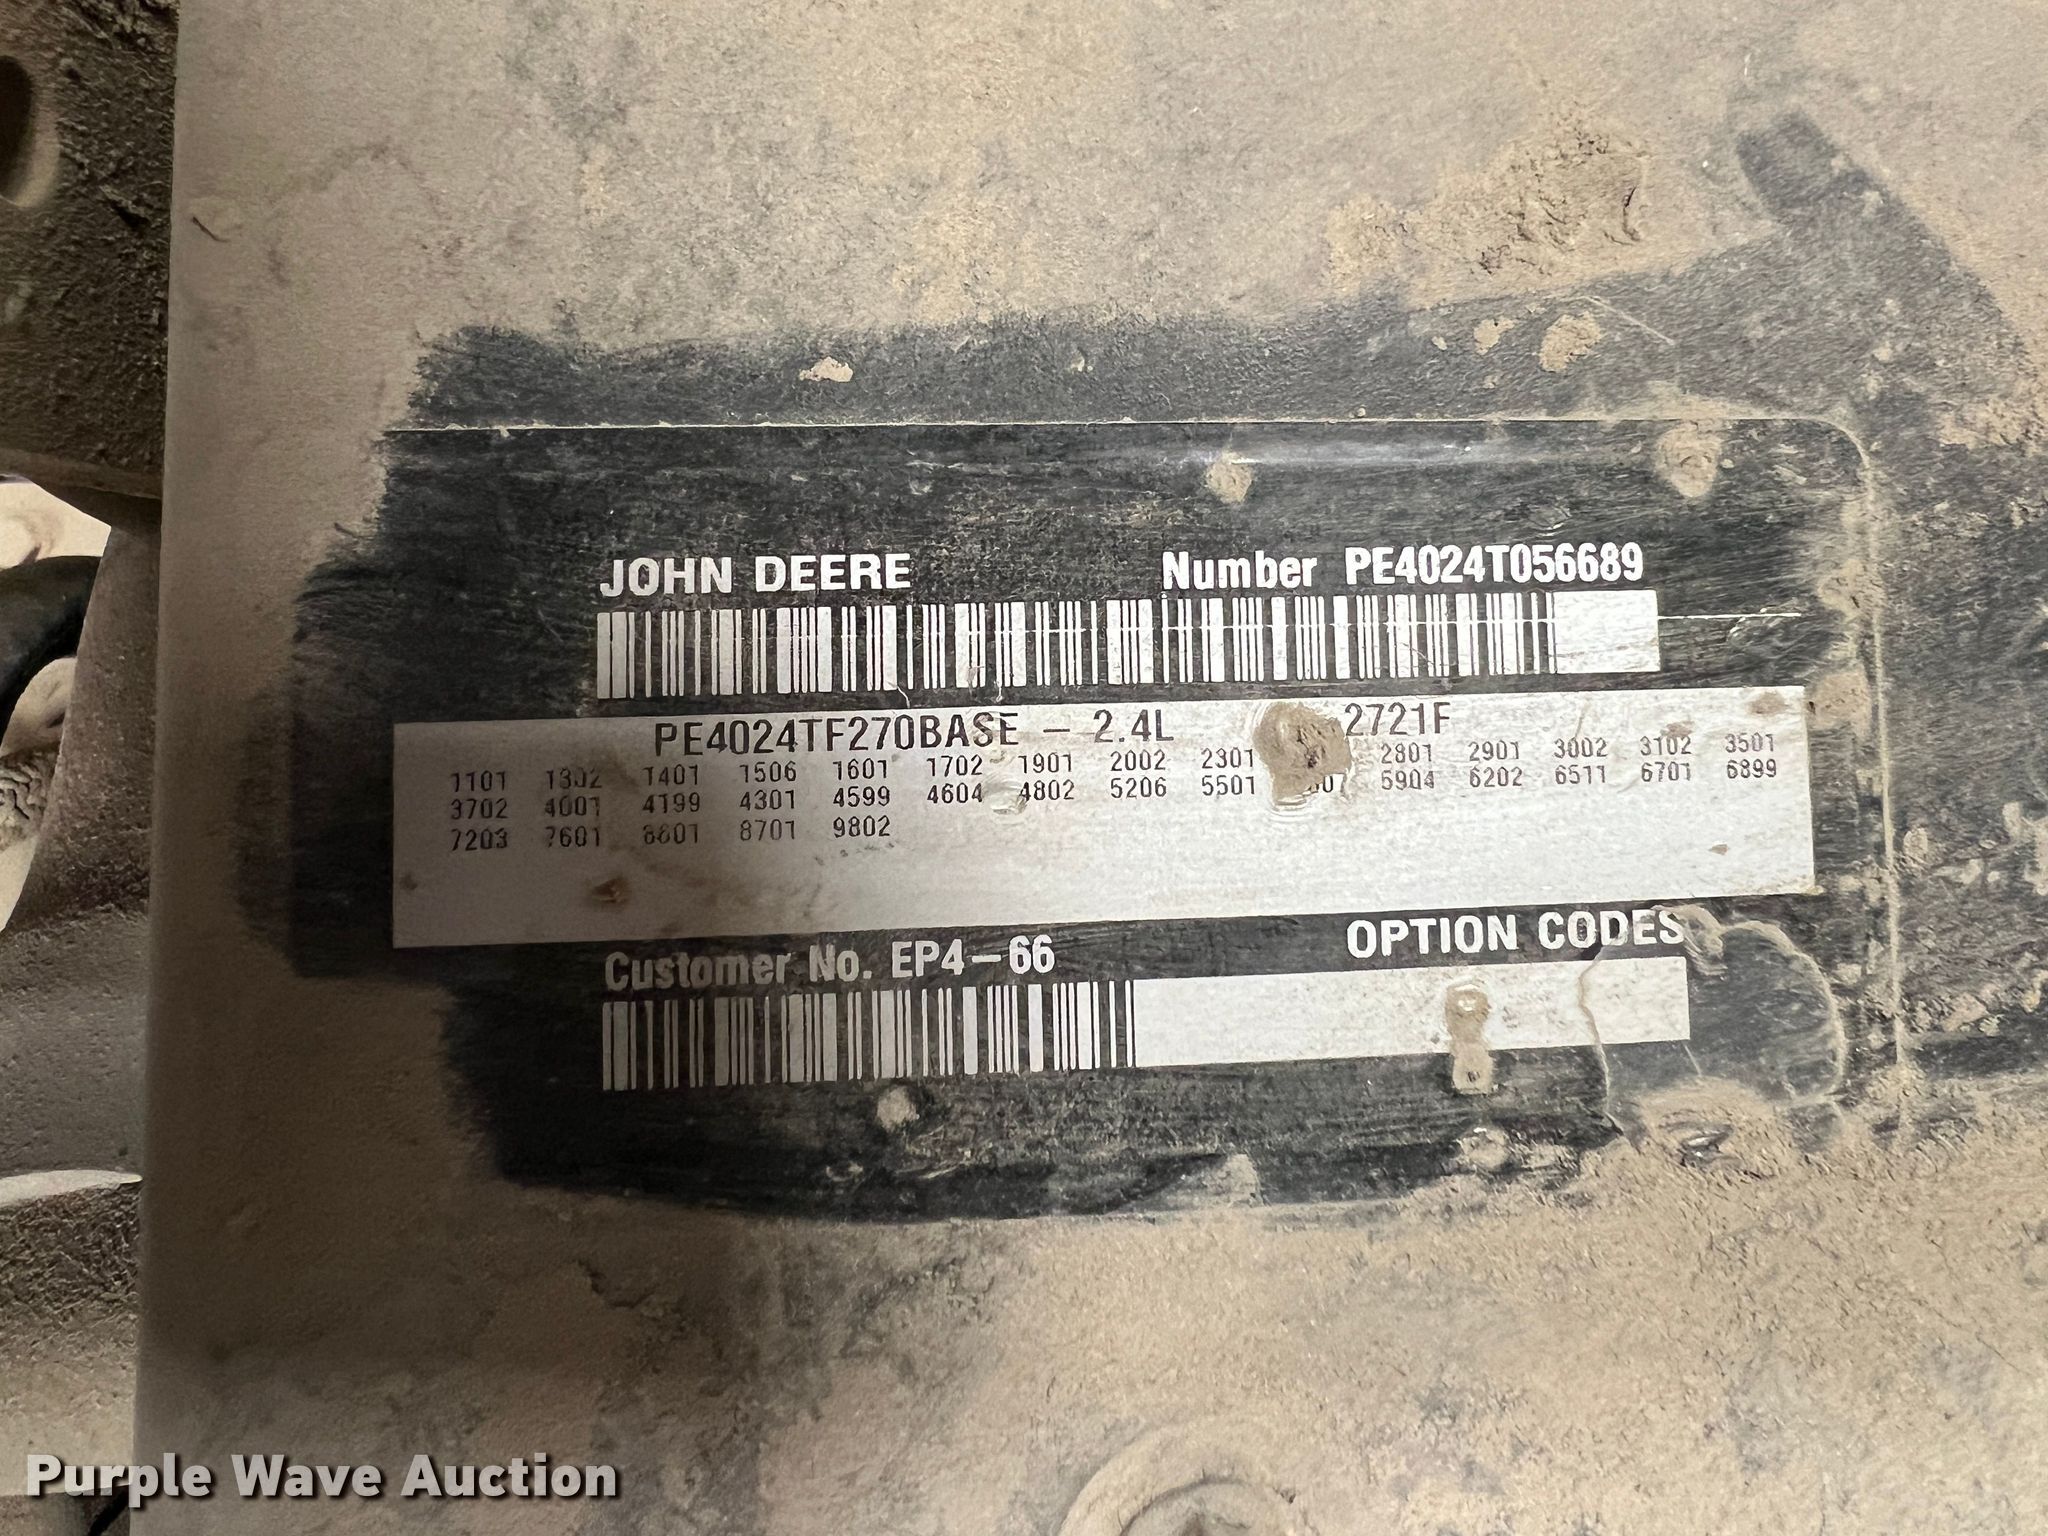 JOHN DEERE Number PE4024T056689
PE4024TF270BASE - 2.4L 2721F
1101 1302 1401 1506 1601 1702 1901 2002 2301 2801 2901 3002 3102 3501
3702 4001 4199 4301 4599 4604 4802 5206 5501 5904 6202 6511 6701 6899
7203 7601 8601 8701 9802
Customer No. EP4-66 OPTION CODES
Purple Wave Auction